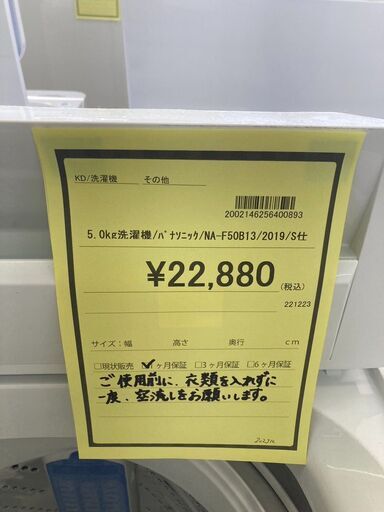 KD/洗濯機 その他
2002146256400893
5.0kg洗濯機/ﾊﾟﾅｿﾆｯｸ/NA-F50B13/2019/S仕
¥22,880 (税込)
221223
サイズ：幅 高さ 奥行 cm
□現状販売 ☑1ヶ月保証 □3ヶ月保証 □6ヶ月保証
ご使用前に、衣類を入れずに
一度、空流しをお願いします。